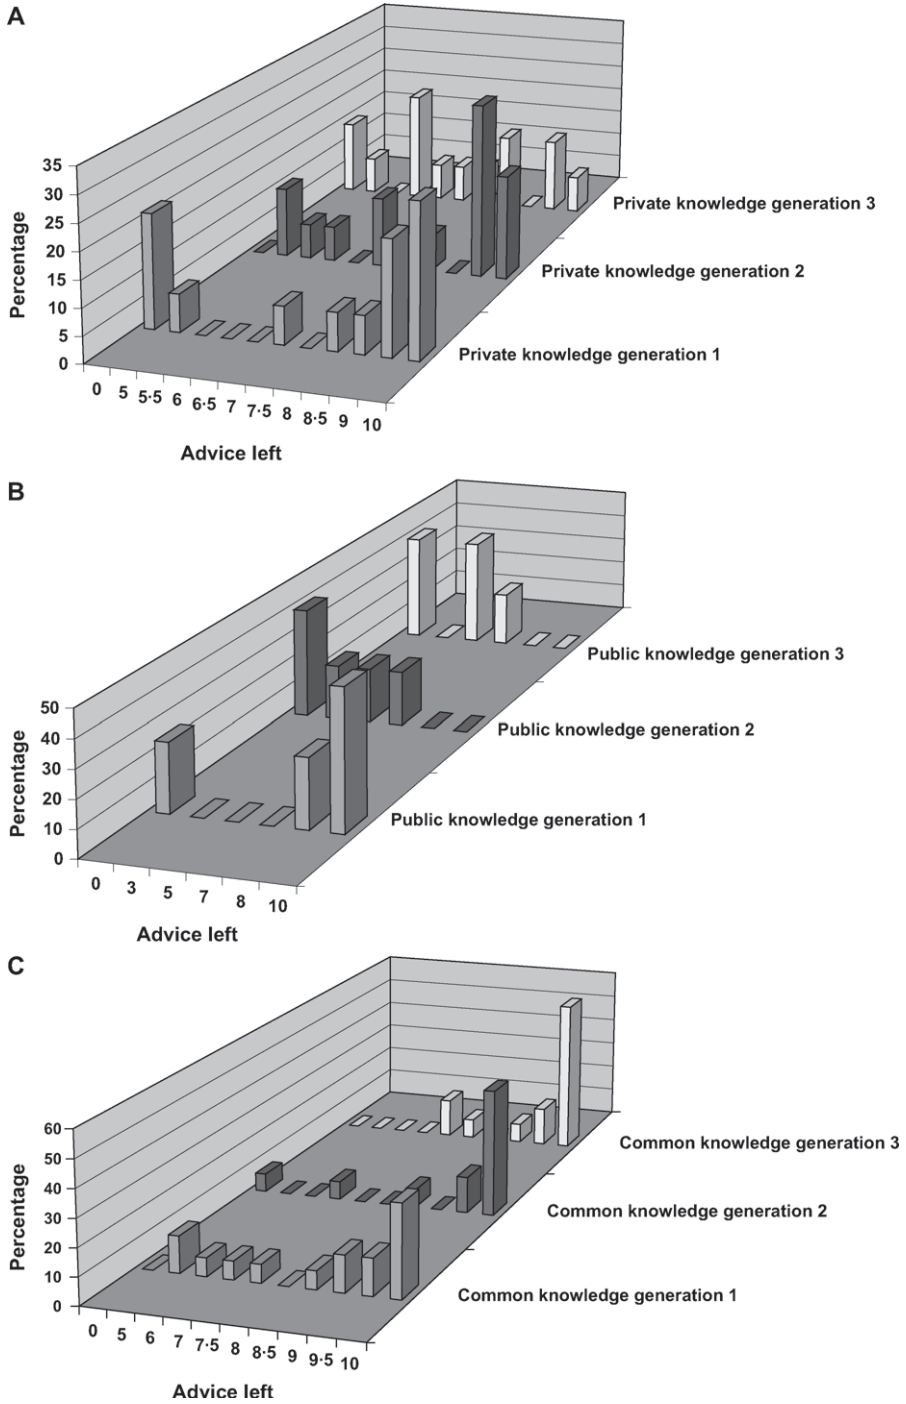 A
Percentage
35
30
25
20
15
10
5
0
0 5 5·5 6 6·5 7 7·5 8 8·5 9 10
Advice left
Private knowledge generation 3
Private knowledge generation 2
Private knowledge generation 1
B
Percentage
50
40
30
20
10
0
0 3 5 7 8 10
Advice left
Public knowledge generation 3
Public knowledge generation 2
Public knowledge generation 1
C
Percentage
60
50
40
30
20
10
0
0 5 6 7 7·5 8 8·5 9 9·5 10
Advice left
Common knowledge generation 3
Common knowledge generation 2
Common knowledge generation 1